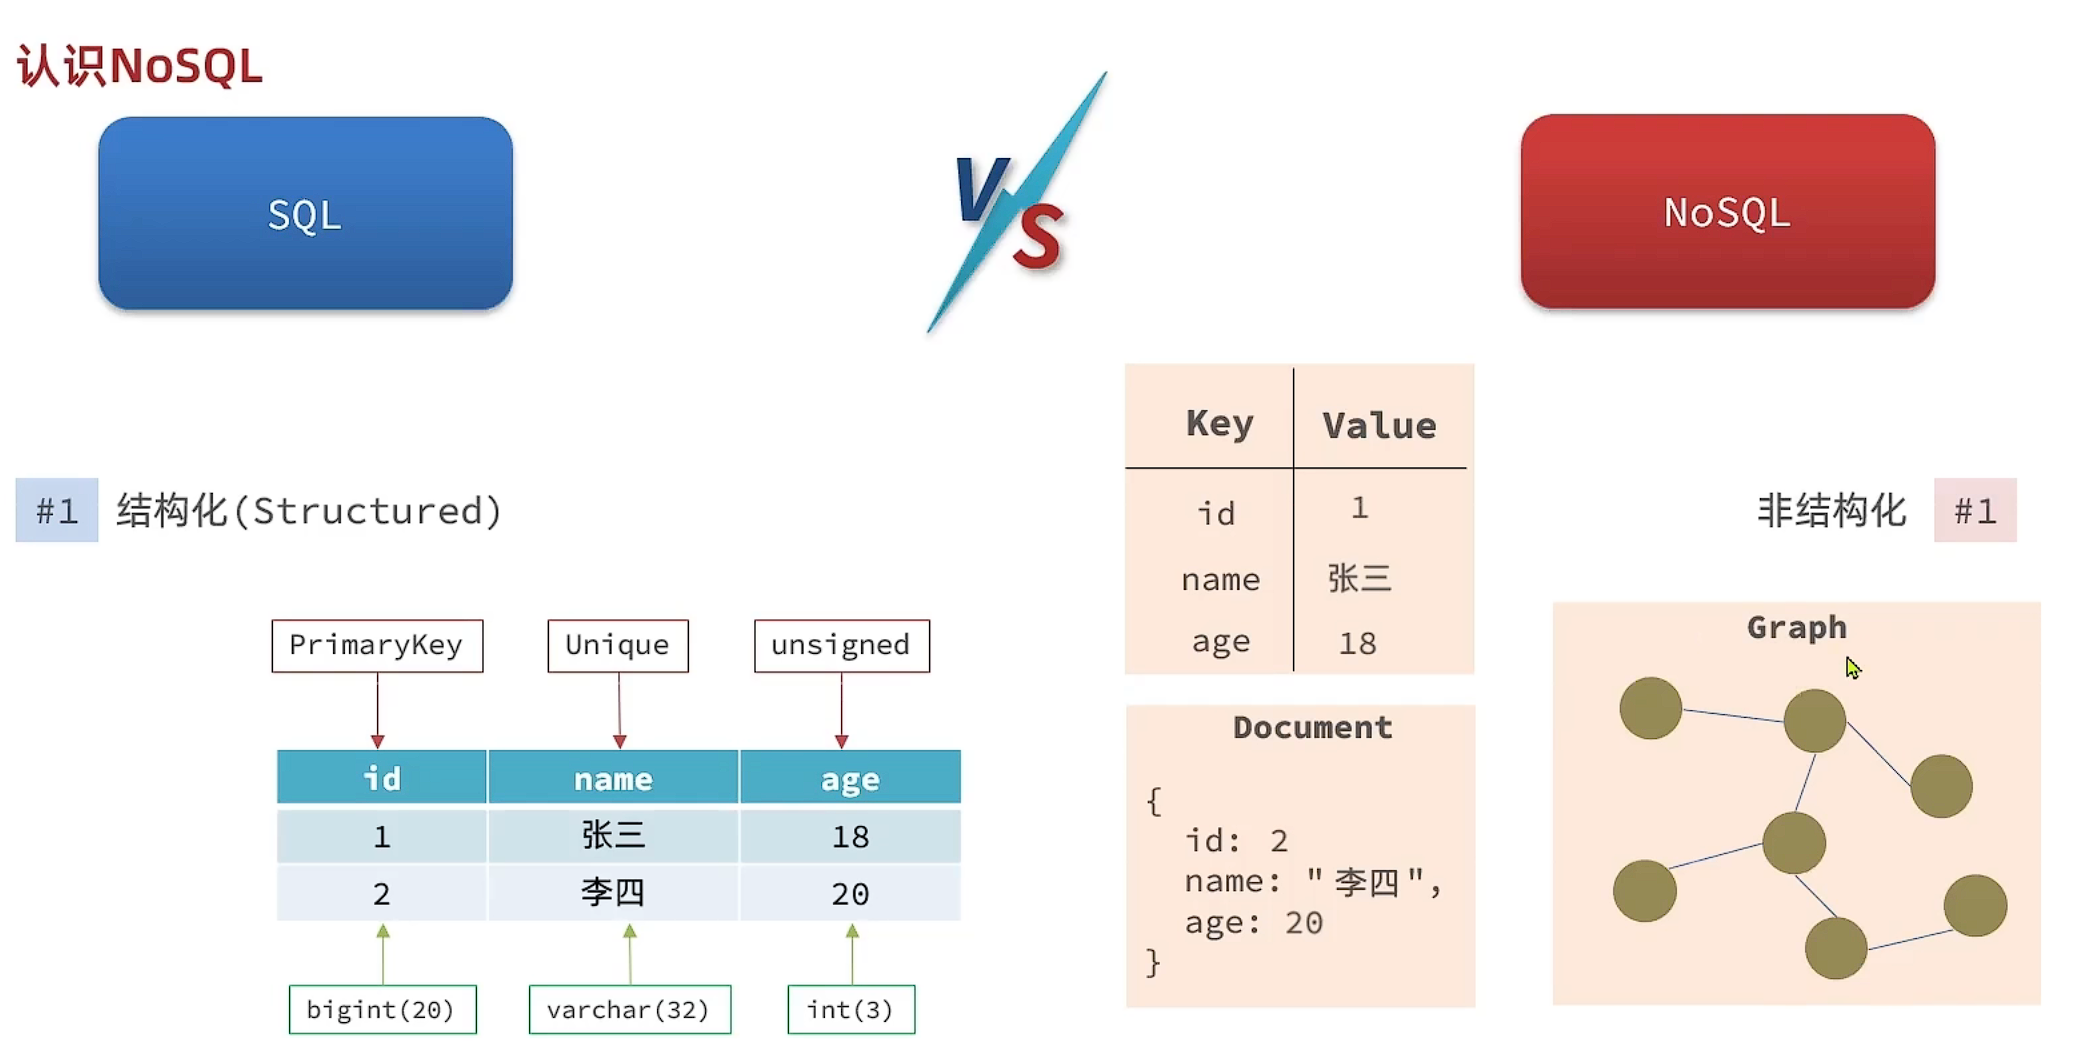 认识NoSQL
SQL
VS
NoSQL
#1 结构化(Structured)
PrimaryKey Unique unsigned
id name age
1 张三 18
2 李四 20
bigint(20) varchar(32) int(3)
Key Value
id 1
name 张三
age 18
Document
{
id: 2
name: "李四",
age: 20
}
非结构化 #1
Graph